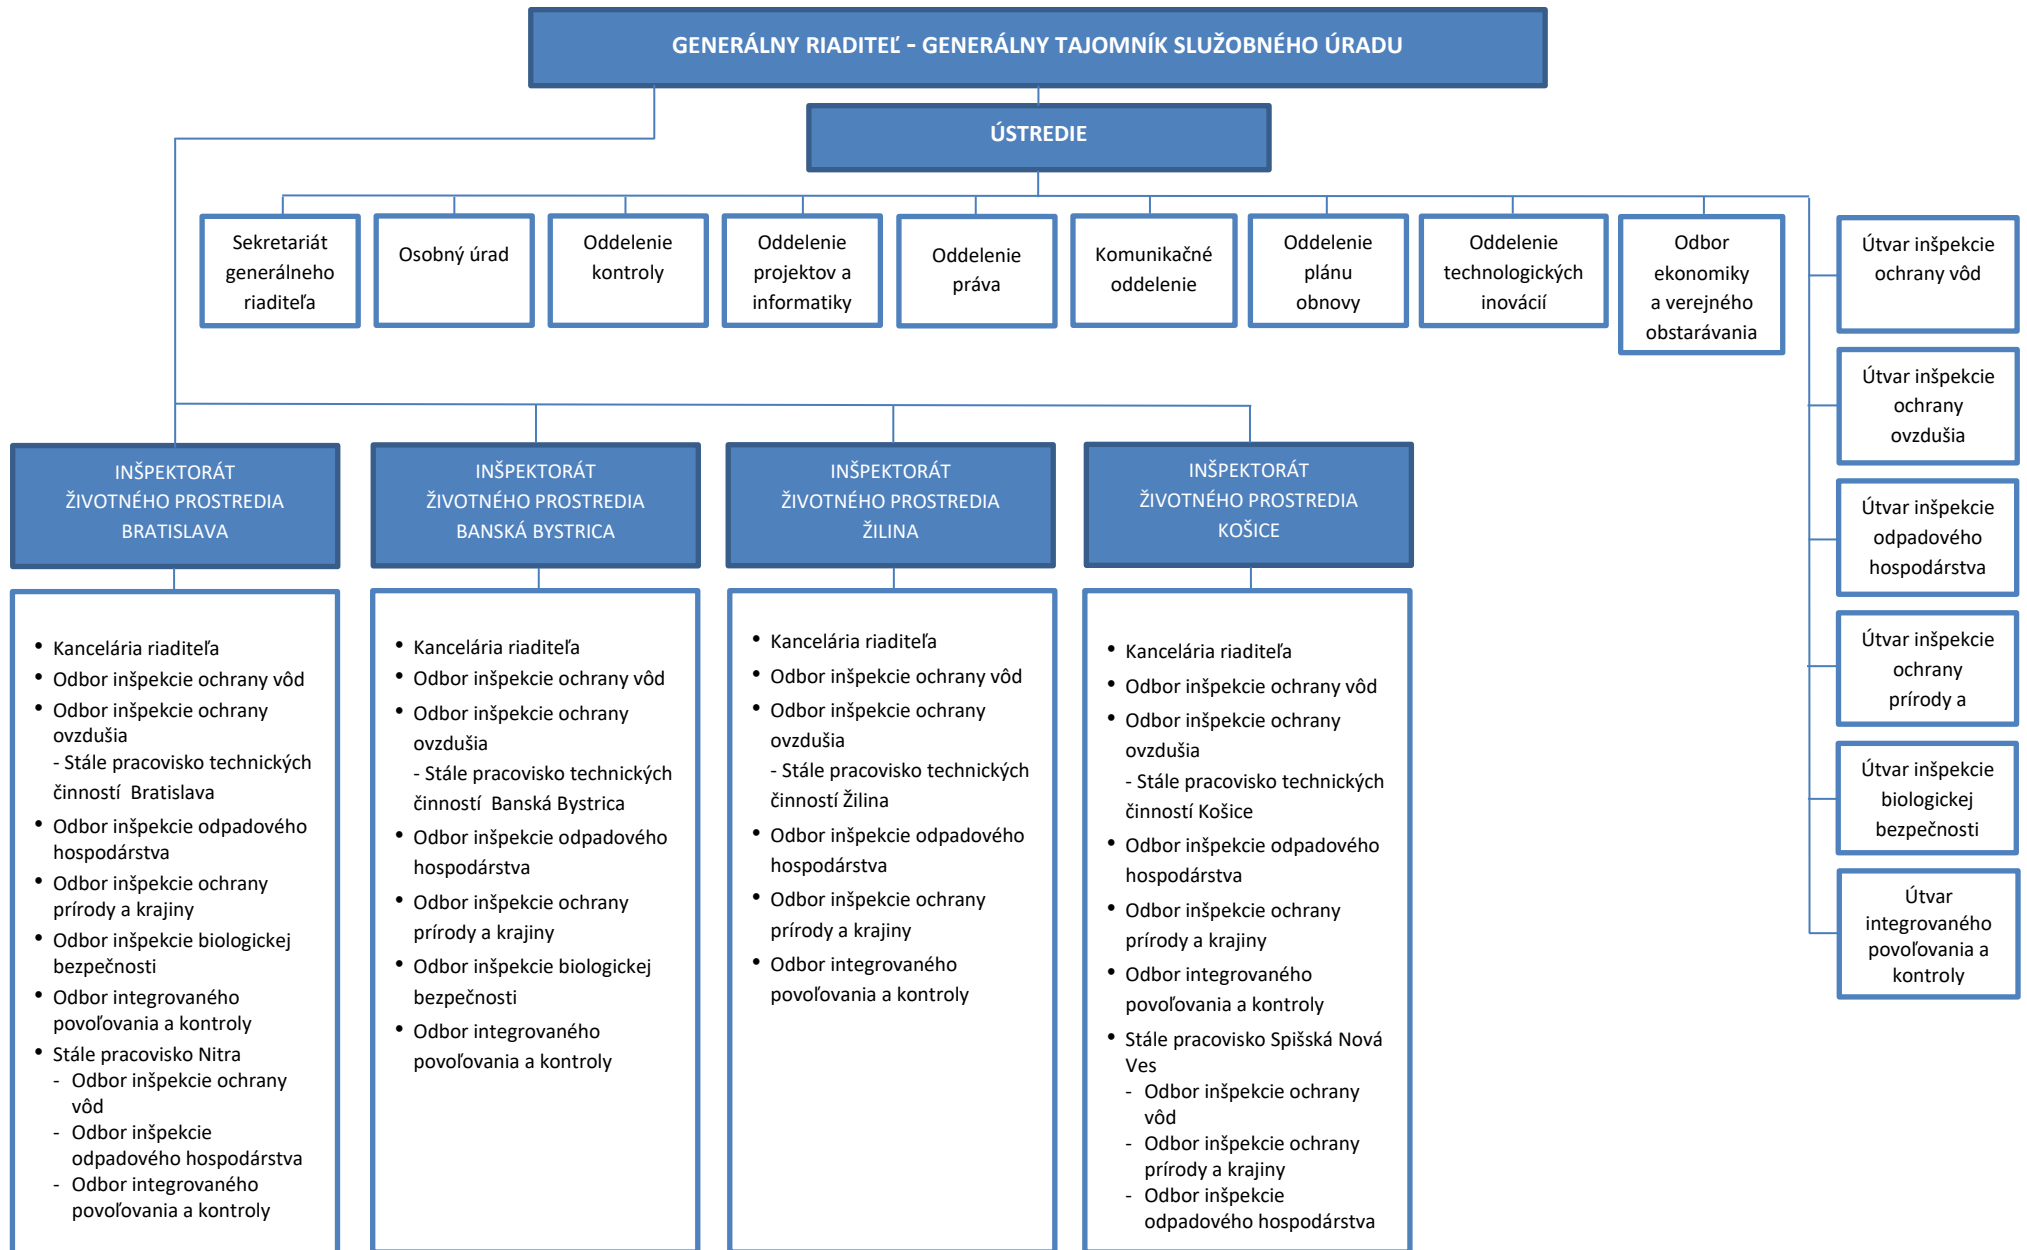 GENERÁLNY RIADITEĽ - GENERÁLNY TAJOMNÍK SLUŽOBNÉHO ÚRADU
ÚSTREDIE
Sekretariát
generálneho
riaditeľa
Osobný úrad
Oddelenie
kontroly
Oddelenie
projektov a
informatiky
Oddelenie
práva
Komunikačné
oddelenie
Oddelenie
plánu
obnovy
Oddelenie
technologických
inovácií
Odbor
ekonomiky
a verejného
obstarávania
Útvar inšpekcie
ochrany vôd
Útvar inšpekcie
ochrany
ovzdušia
Útvar inšpekcie
odpadového
hospodárstva
Útvar inšpekcie
ochrany
prírody a
Útvar inšpekcie
biologickej
bezpečnosti
Útvar
integrovaného
povoľovania a
kontroly
INŠPEKTORÁT
ŽIVOTNÉHO PROSTREDIA
BRATISLAVA
• Kancelária riaditeľa
• Odbor inšpekcie ochrany vôd
• Odbor inšpekcie ochrany
ovzdušia
- Stále pracovisko technických
činností  Bratislava
• Odbor inšpekcie odpadového
hospodárstva
• Odbor inšpekcie ochrany
prírody a krajiny
• Odbor inšpekcie biologickej
bezpečnosti
• Odbor integrovaného
povoľovania a kontroly
• Stále pracovisko Nitra
- Odbor inšpekcie ochrany
vôd
- Odbor inšpekcie
odpadového hospodárstva
- Odbor integrovaného
povoľovania a kontroly
INŠPEKTORÁT
ŽIVOTNÉHO PROSTREDIA
BANSKÁ BYSTRICA
• Kancelária riaditeľa
• Odbor inšpekcie ochrany vôd
• Odbor inšpekcie ochrany
ovzdušia
- Stále pracovisko technických
činností  Banská Bystrica
• Odbor inšpekcie odpadového
hospodárstva
• Odbor inšpekcie ochrany
prírody a krajiny
• Odbor inšpekcie biologickej
bezpečnosti
• Odbor integrovaného
povoľovania a kontroly
INŠPEKTORÁT
ŽIVOTNÉHO PROSTREDIA
ŽILINA
• Kancelária riaditeľa
• Odbor inšpekcie ochrany vôd
• Odbor inšpekcie ochrany
ovzdušia
- Stále pracovisko technických
činností Žilina
• Odbor inšpekcie odpadového
hospodárstva
• Odbor inšpekcie ochrany
prírody a krajiny
• Odbor integrovaného
povoľovania a kontroly
INŠPEKTORÁT
ŽIVOTNÉHO PROSTREDIA
KOŠICE
• Kancelária riaditeľa
• Odbor inšpekcie ochrany vôd
• Odbor inšpekcie ochrany
ovzdušia
- Stále pracovisko technických
činností Košice
• Odbor inšpekcie odpadového
hospodárstva
• Odbor inšpekcie ochrany
prírody a krajiny
• Odbor integrovaného
povoľovania a kontroly
• Stále pracovisko Spišská Nová
Ves
- Odbor inšpekcie ochrany
vôd
- Odbor inšpekcie ochrany
prírody a krajiny
- Odbor inšpekcie
odpadového hospodárstva